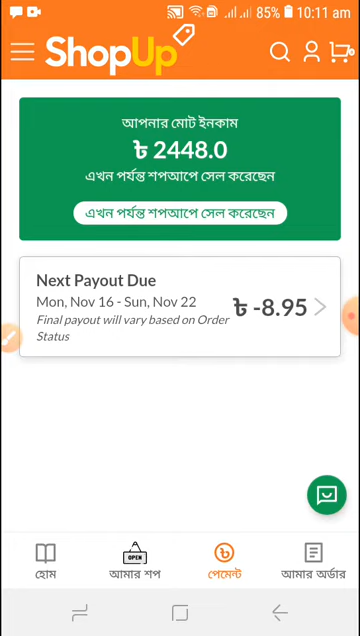 85% 10:11 am
ShopUp
0
আপনার মোট ইনকাম
৳ 2448.0
এখন পর্যন্ত শপআপে সেল করেছেন
এখন পর্যন্ত শপআপে সেল করেছেন
Next Payout Due
Mon, Nov 16 - Sun, Nov 22
৳ -8.95
Final payout will vary based on Order
Status
OPEN
হোম
আমার শপ
পেমেন্ট
আমার অর্ডার